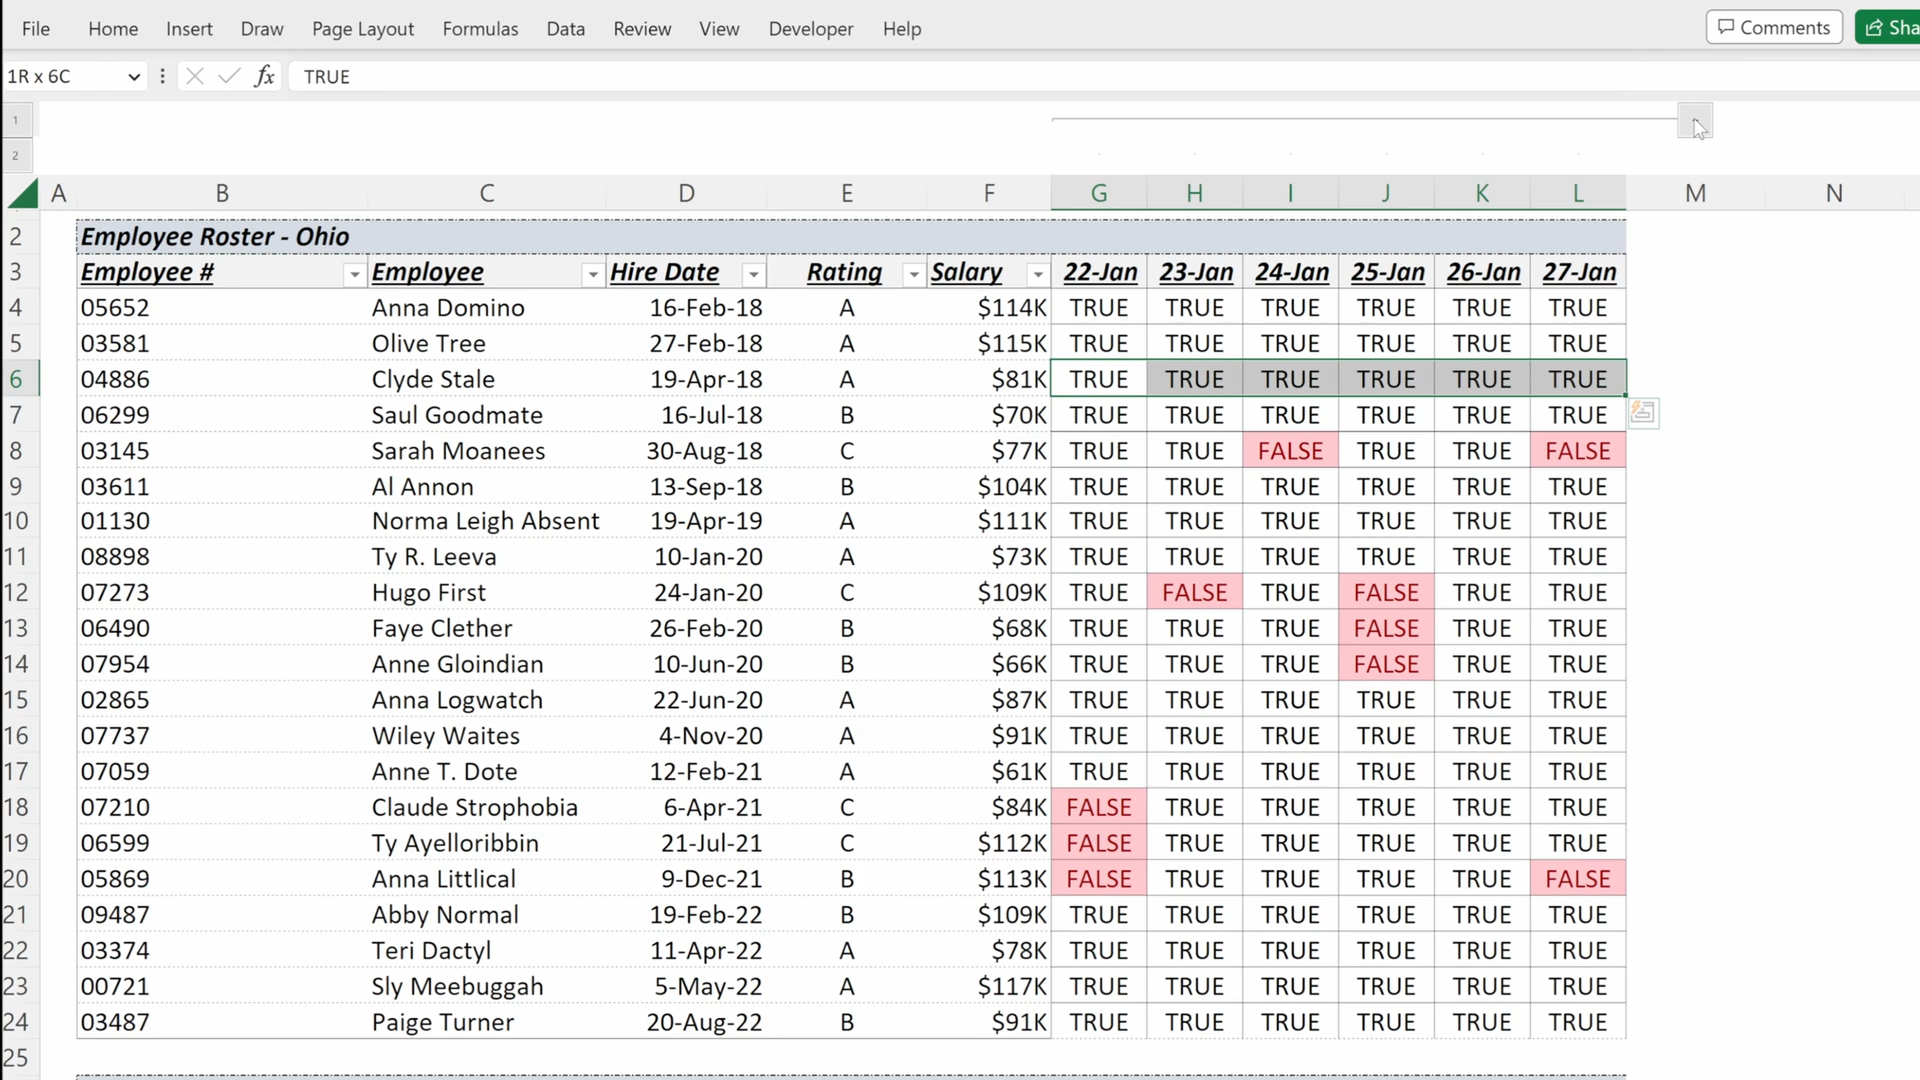 File Home Insert Draw Page Layout Formulas Data Review View Developer Help Comments Sha
1R x 6C fx TRUE
1
2
A B C D E F G H I J K L M N
2 Employee Roster - Ohio
3 Employee # Employee Hire Date Rating Salary 22-Jan 23-Jan 24-Jan 25-Jan 26-Jan 27-Jan
4 05652 Anna Domino 16-Feb-18 A $114K TRUE TRUE TRUE TRUE TRUE TRUE
5 03581 Olive Tree 27-Feb-18 A $115K TRUE TRUE TRUE TRUE TRUE TRUE
6 04886 Clyde Stale 19-Apr-18 A $81K TRUE TRUE TRUE TRUE TRUE TRUE
7 06299 Saul Goodmate 16-Jul-18 B $70K TRUE TRUE TRUE TRUE TRUE TRUE
8 03145 Sarah Moanees 30-Aug-18 C $77K TRUE TRUE FALSE TRUE TRUE FALSE
9 03611 Al Annon 13-Sep-18 B $104K TRUE TRUE TRUE TRUE TRUE TRUE
10 01130 Norma Leigh Absent 19-Apr-19 A $111K TRUE TRUE TRUE TRUE TRUE TRUE
11 08898 Ty R. Leeva 10-Jan-20 A $73K TRUE TRUE TRUE TRUE TRUE TRUE
12 07273 Hugo First 24-Jan-20 C $109K TRUE FALSE TRUE FALSE TRUE TRUE
13 06490 Faye Clether 26-Feb-20 B $68K TRUE TRUE TRUE FALSE TRUE TRUE
14 07954 Anne Gloindian 10-Jun-20 B $66K TRUE TRUE TRUE FALSE TRUE TRUE
15 02865 Anna Logwatch 22-Jun-20 A $87K TRUE TRUE TRUE TRUE TRUE TRUE
16 07737 Wiley Waites 4-Nov-20 A $91K TRUE TRUE TRUE TRUE TRUE TRUE
17 07059 Anne T. Dote 12-Feb-21 A $61K TRUE TRUE TRUE TRUE TRUE TRUE
18 07210 Claude Strophobia 6-Apr-21 C $84K FALSE TRUE TRUE TRUE TRUE TRUE
19 06599 Ty Ayelloribbin 21-Jul-21 C $112K FALSE TRUE TRUE TRUE TRUE TRUE
20 05869 Anna Littlical 9-Dec-21 B $113K FALSE TRUE TRUE TRUE TRUE FALSE
21 09487 Abby Normal 19-Feb-22 B $109K TRUE TRUE TRUE TRUE TRUE TRUE
22 03374 Teri Dactyl 11-Apr-22 A $78K TRUE TRUE TRUE TRUE TRUE TRUE
23 00721 Sly Meebuggah 5-May-22 A $117K TRUE TRUE TRUE TRUE TRUE TRUE
24 03487 Paige Turner 20-Aug-22 B $91K TRUE TRUE TRUE TRUE TRUE TRUE
25